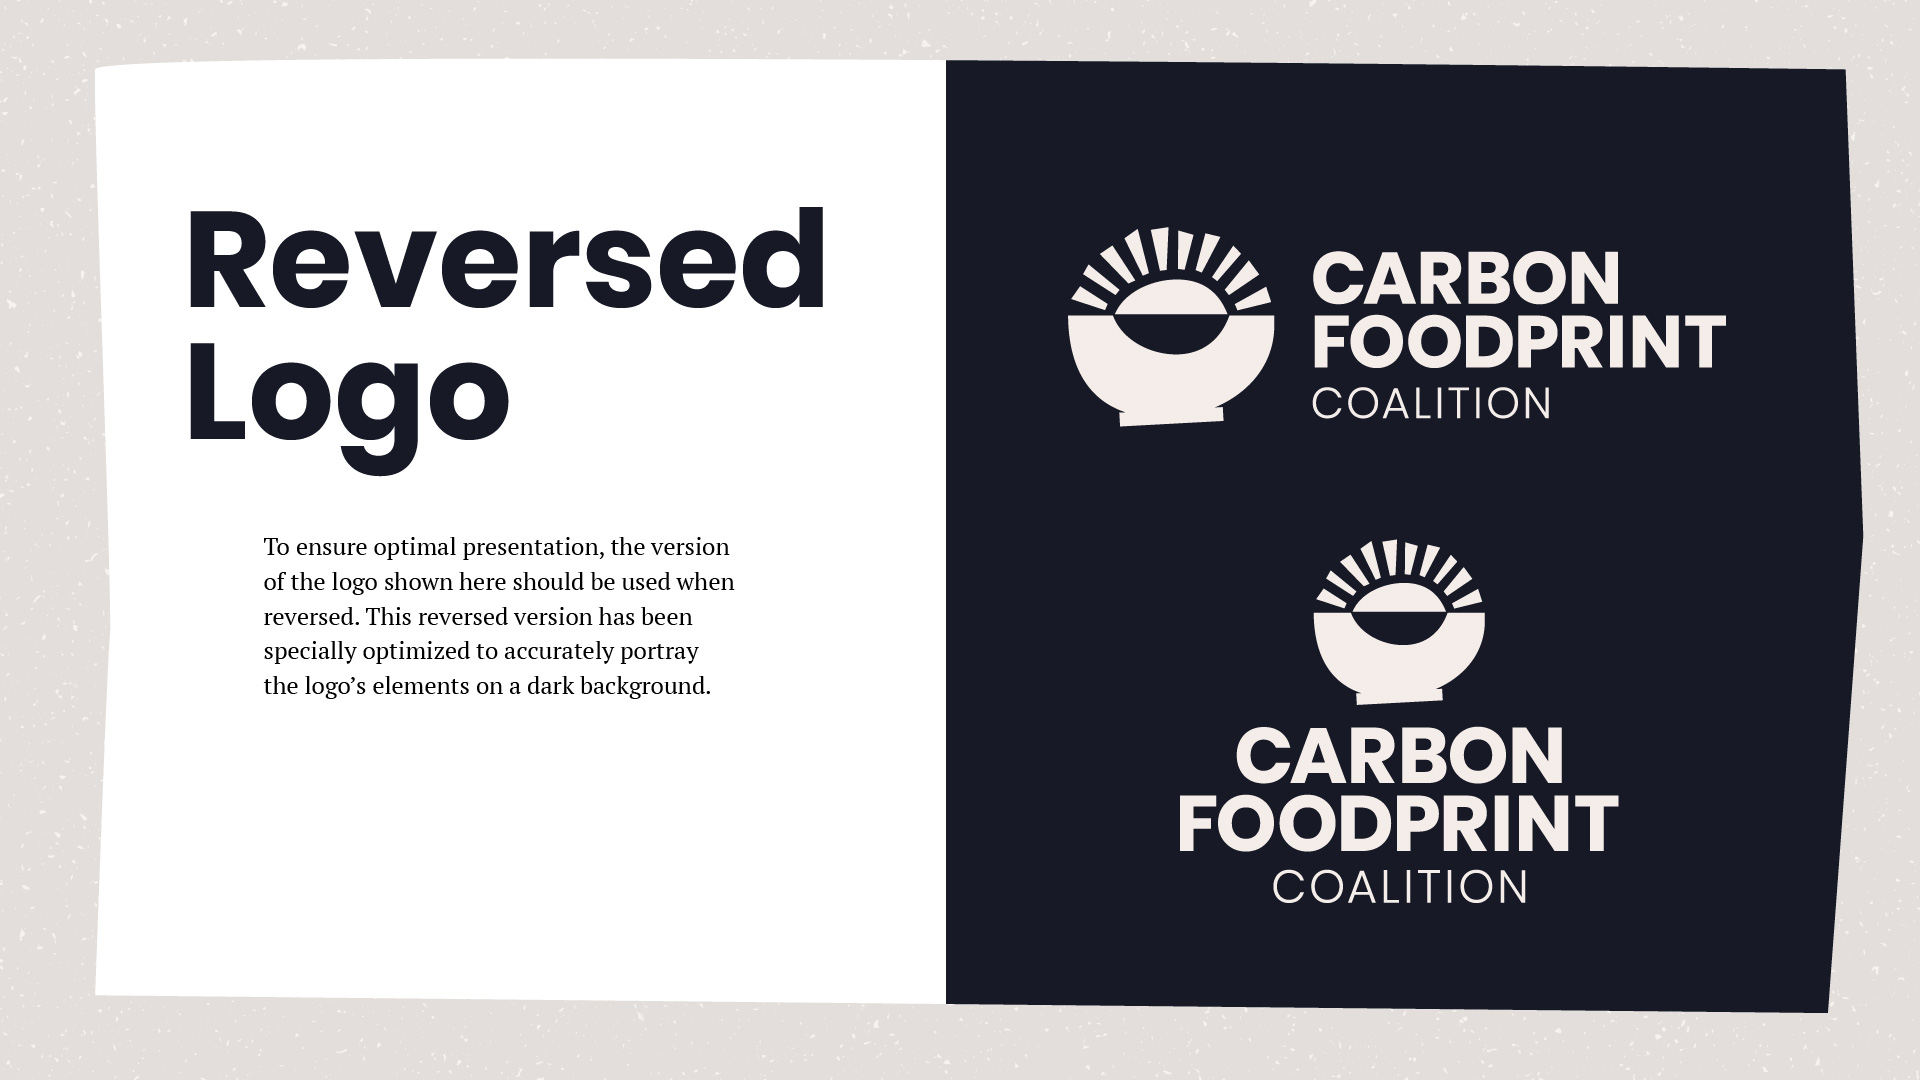 Reversed
Logo
To ensure optimal presentation, the version
of the logo shown here should be used when
reversed. This reversed version has been
specially optimized to accurately portray
the logo’s elements on a dark background.
CARBON
FOODPRINT
COALITION
CARBON
FOODPRINT
COALITION